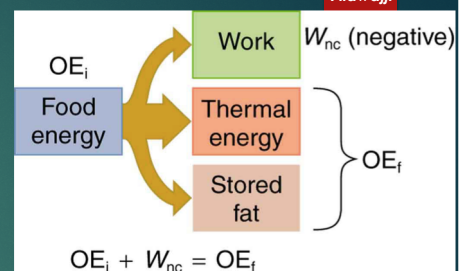 Work
Wnc (negative)
OEi
Food
energy
Thermal
energy
OEf
Stored
fat
OEi + Wnc = OEf